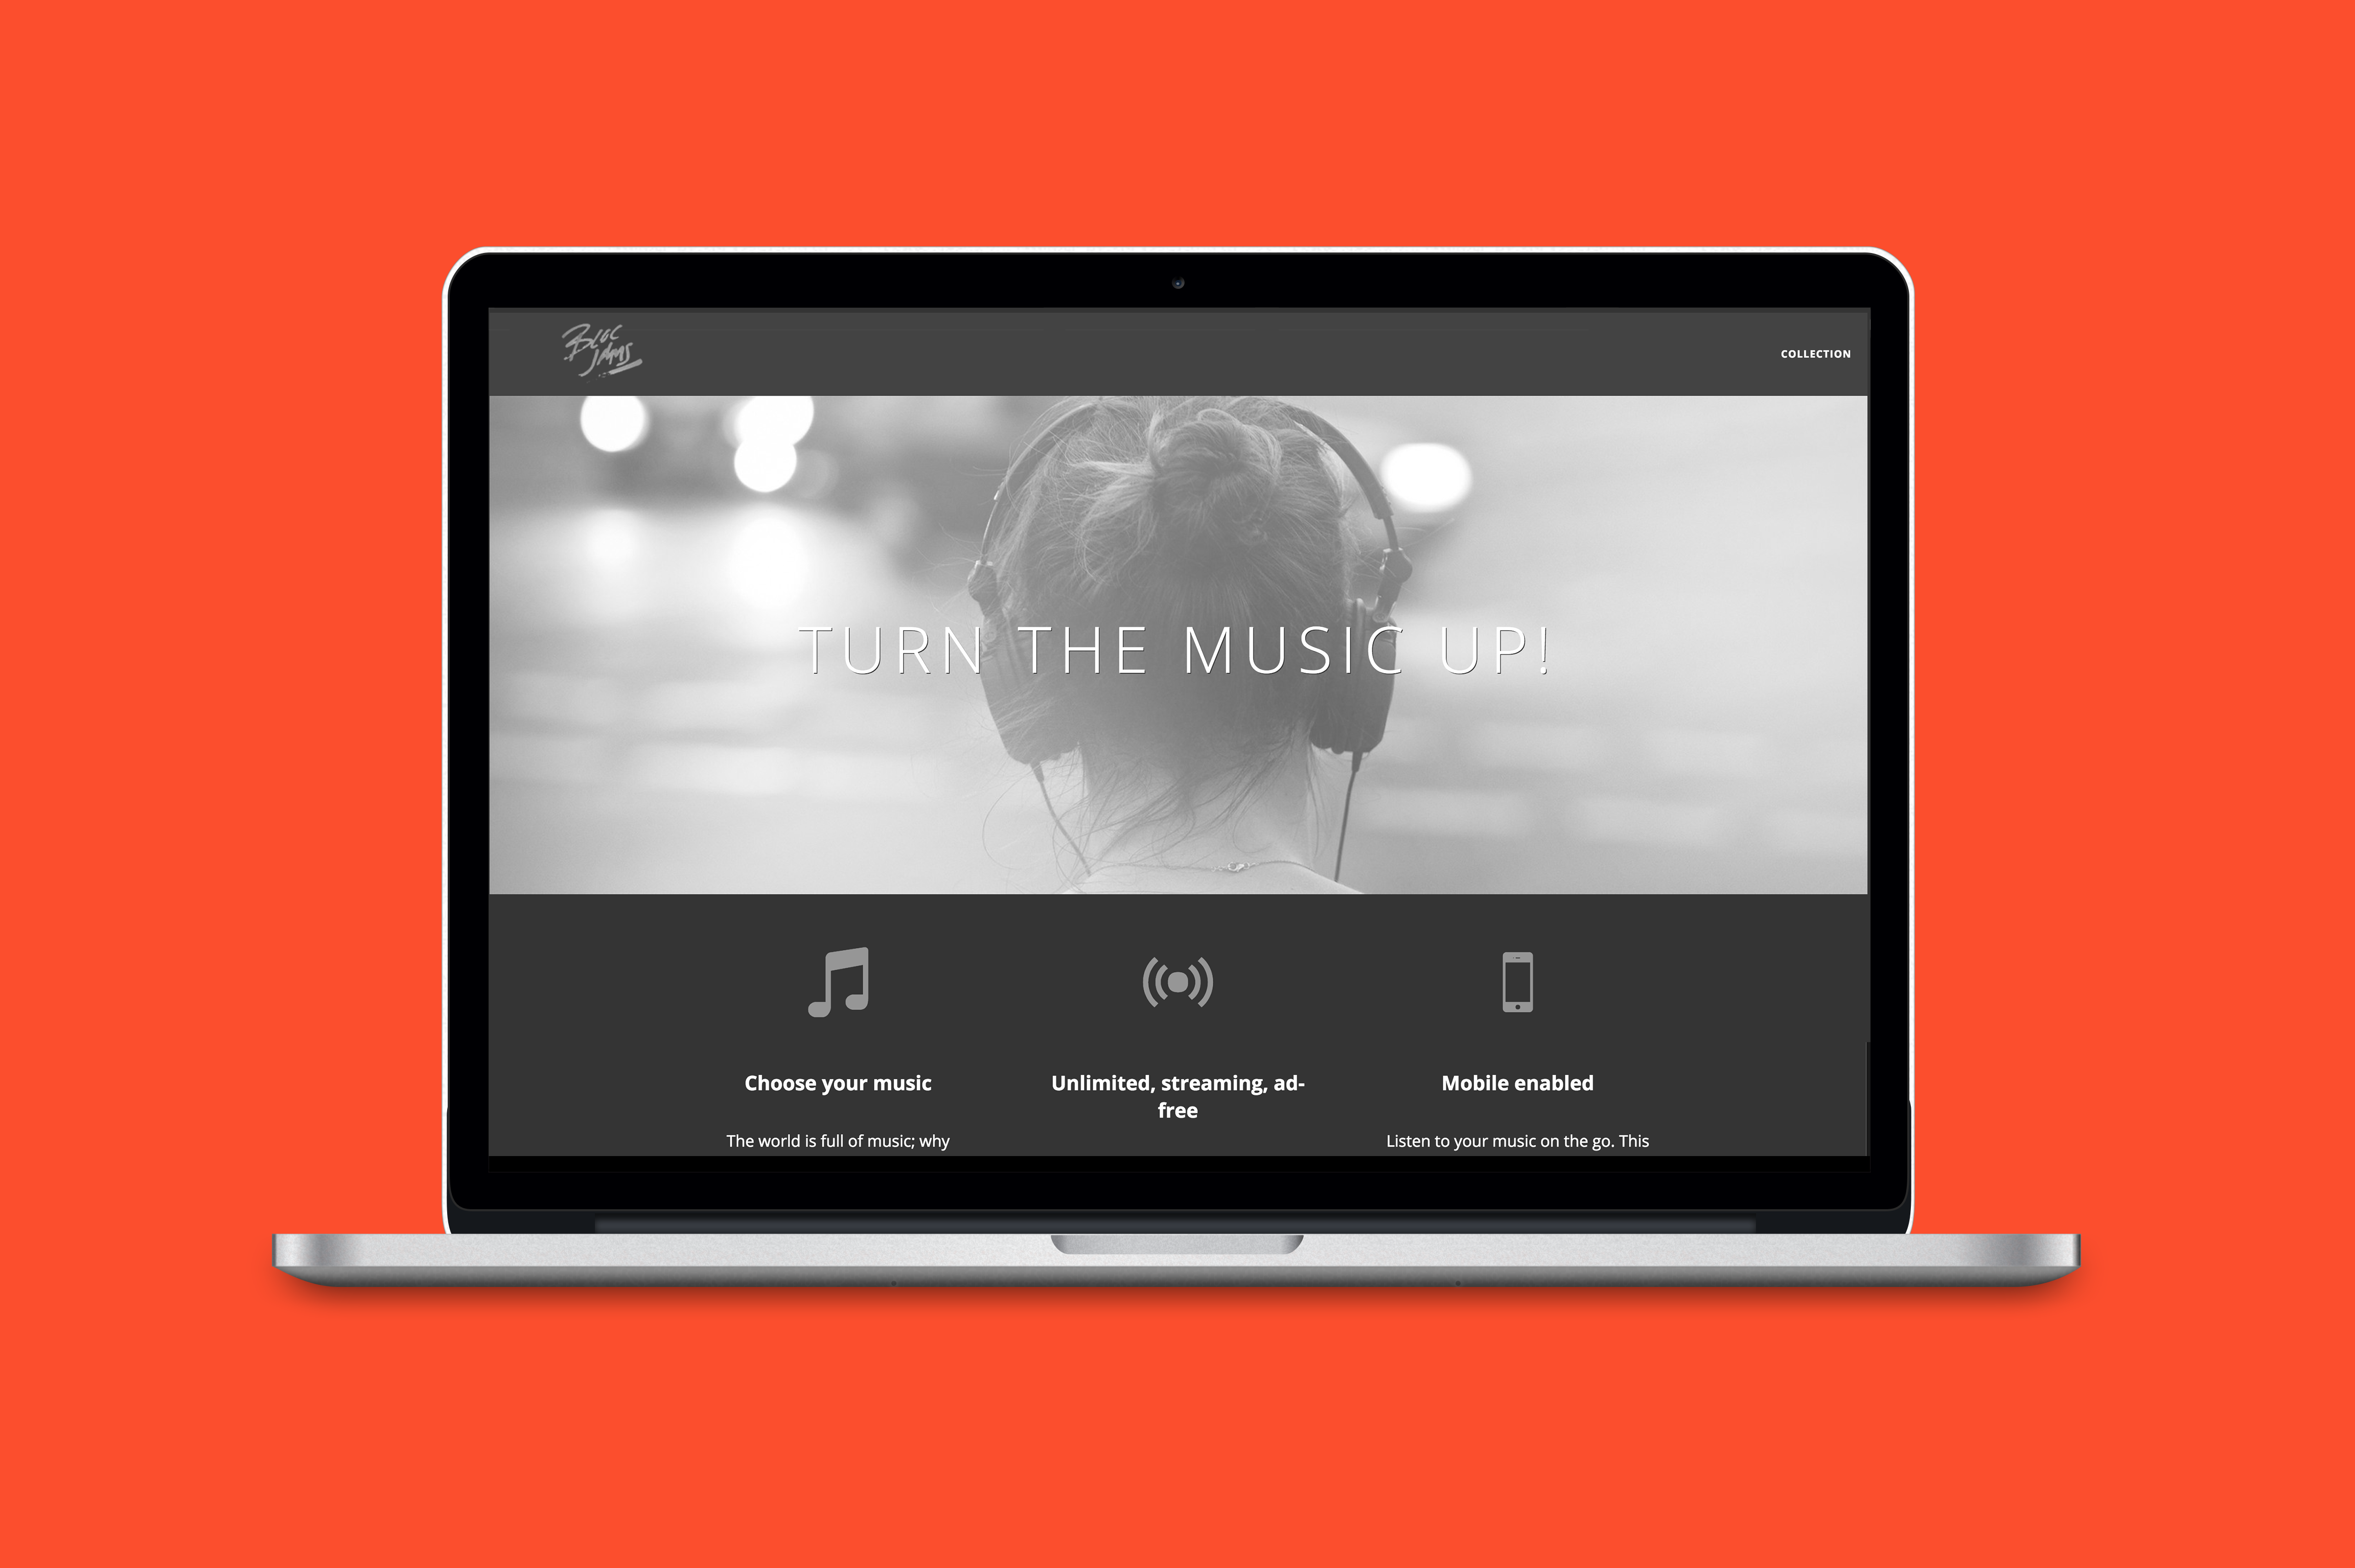 Bloc
Jams
COLLECTION
TURN THE MUSIC UP!
Choose your music
Unlimited, streaming, ad-
free
Mobile enabled
The world is full of music; why
Listen to your music on the go. This